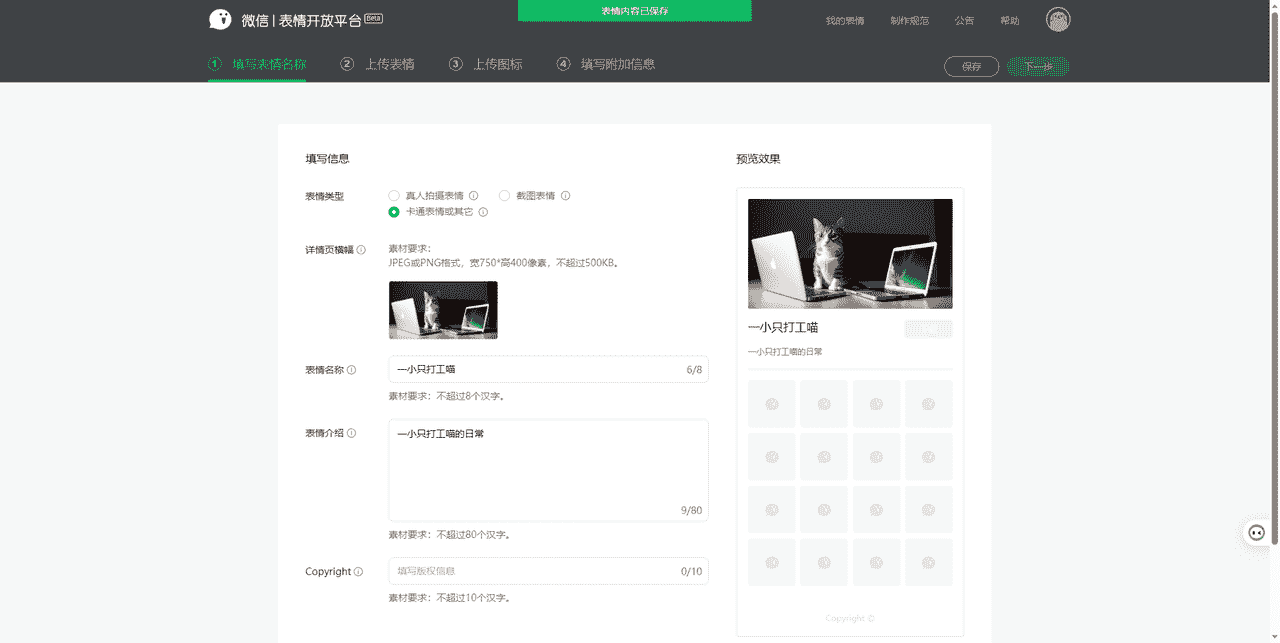 微信 | 表情开放平台 Beta
表情内容已保存
我的表情 制作规范 公告 帮助
1 填写表情名称 2 上传表情 3 上传图标 4 填写附加信息 保存 下一步
填写信息
表情类型 真人拍摄表情 截图表情
卡通表情或其它
详情页横幅 素材要求：
JPEG或PNG格式，宽750*高400像素，不超过500KB。
表情名称 一小只打工喵 6/8
素材要求：不超过8个汉字。
表情介绍 一小只打工喵的日常
9/80
素材要求：不超过80个汉字。
Copyright 填写版权信息 0/10
素材要求：不超过10个汉字。
预览效果
一小只打工喵
一小只打工喵的日常
Copyright ©